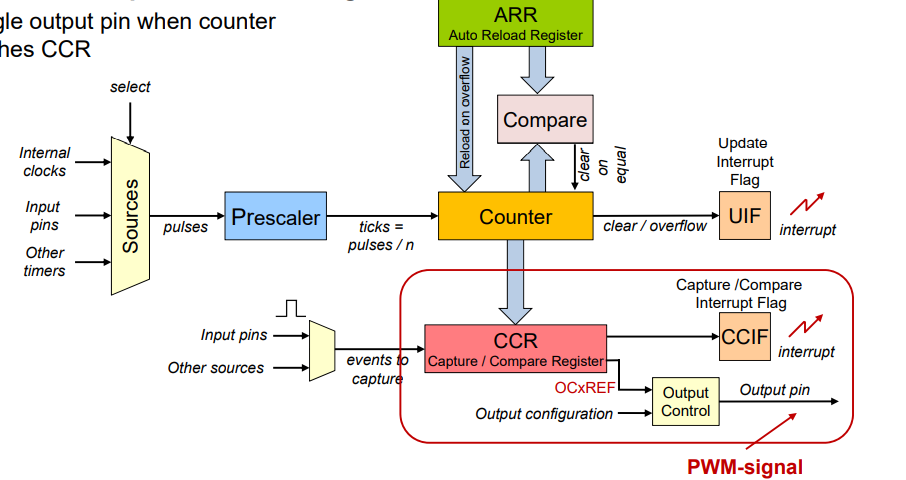 gle output pin when counter
hes CCR
ARR
Auto Reload Register
select
Reload on overflow
Compare
clear
on
equal
Internal
clocks
Input
pins
Other
timers
Sources
pulses
Prescaler
ticks =
pulses / n
Counter
clear / overflow
Update
Interrupt
Flag
UIF
interrupt
Input pins
Other sources
events to
capture
CCR
Capture / Compare Register
Capture /Compare
Interrupt Flag
CCIF
interrupt
OCxREF
Output configuration
Output
Control
Output pin
PWM-signal